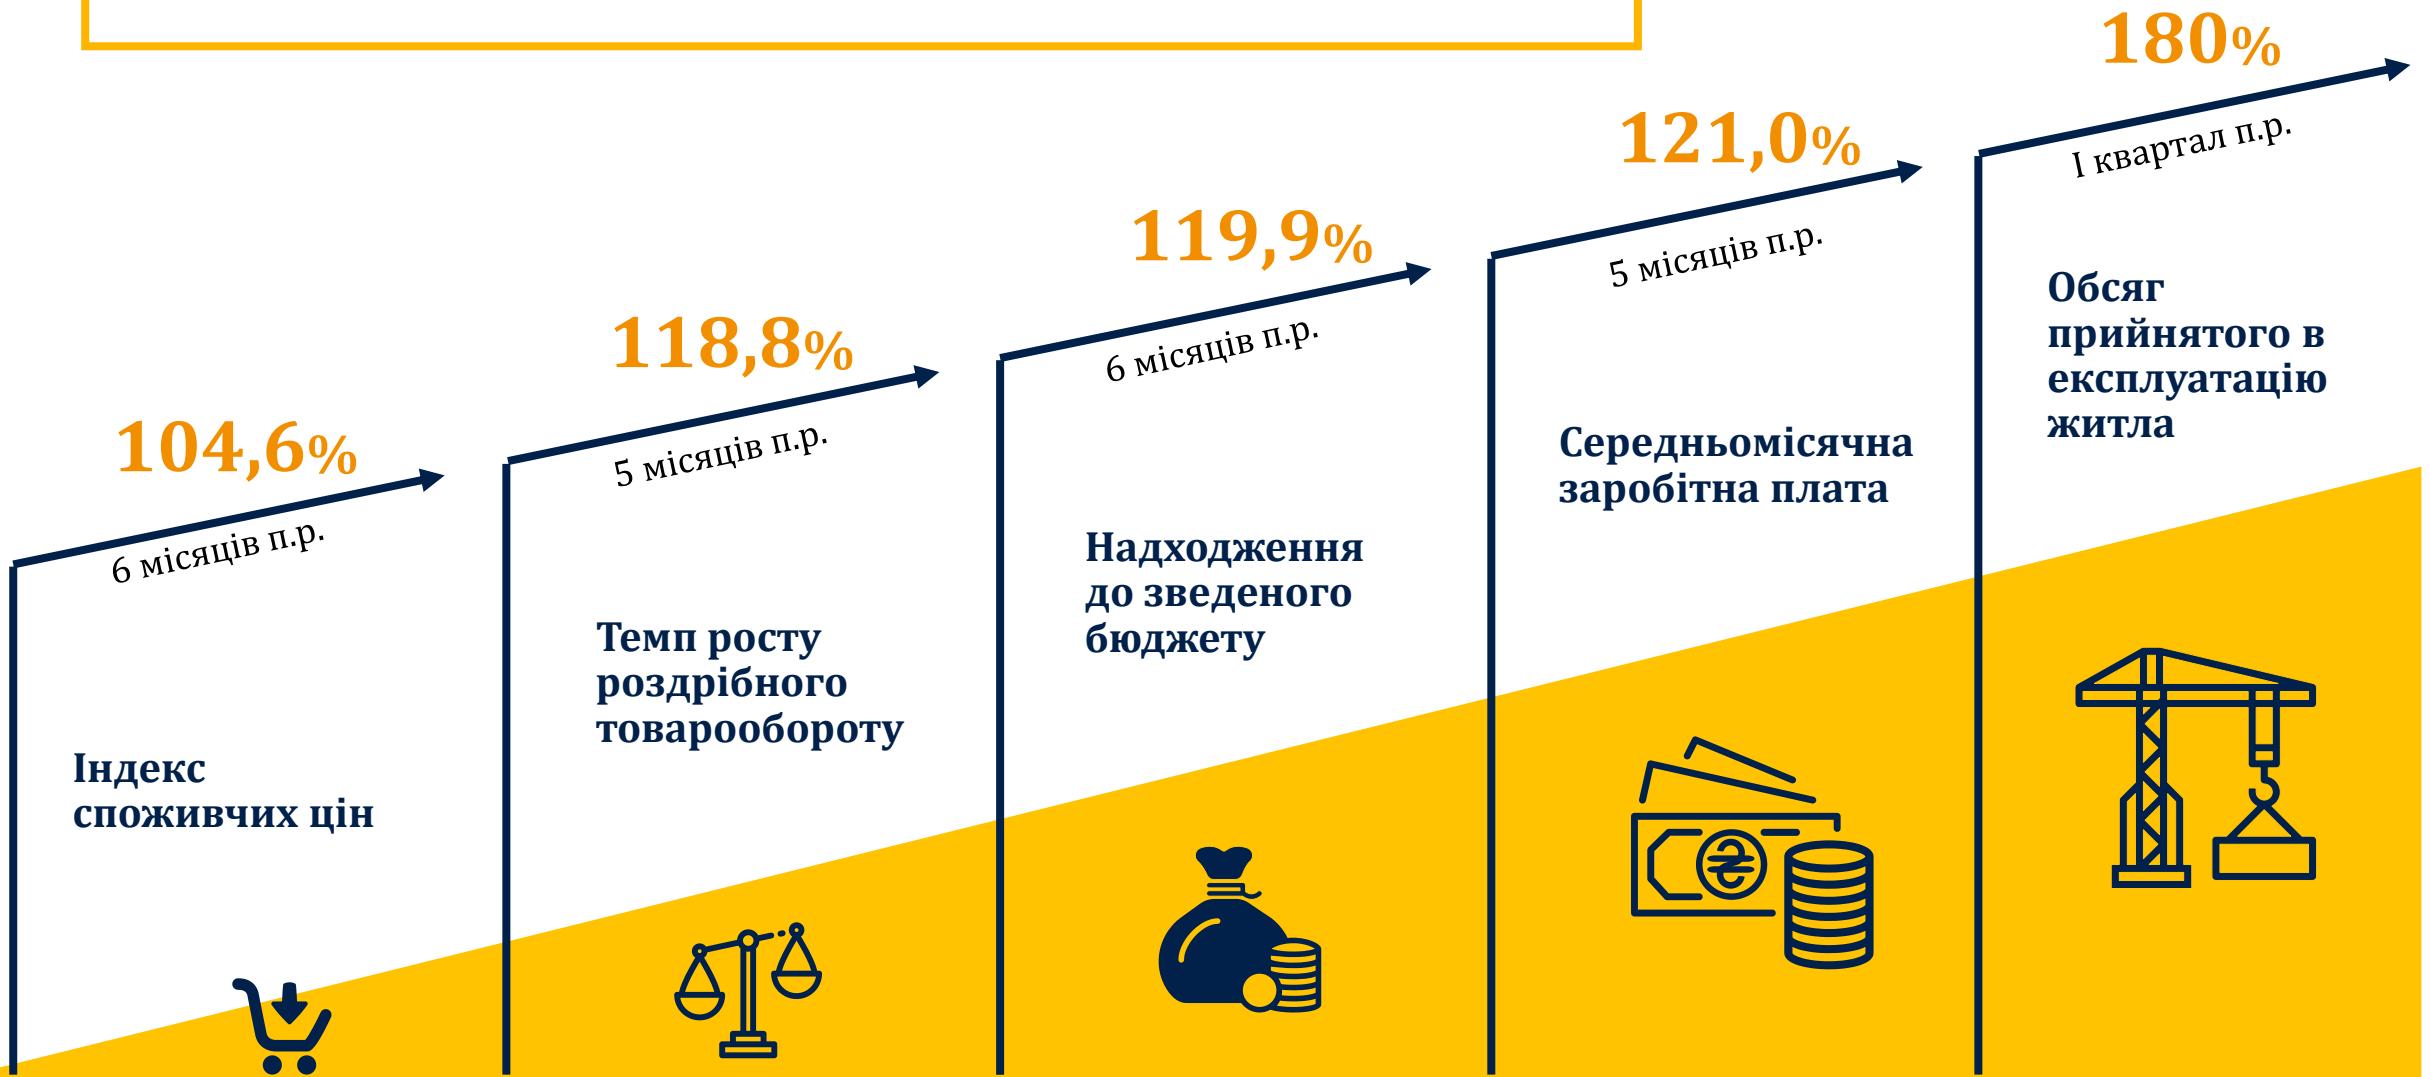 104,6%
6 місяців п.р.
Індекс
споживчих цін
118,8%
5 місяців п.р.
Темп росту
роздрібного
товарообороту
119,9%
6 місяців п.р.
Надходження
до зведеного
бюджету
121,0%
5 місяців п.р.
Середньомісячна
заробітна плата
180%
І квартал п.р.
Обсяг
прийнятого в
експлуатацію
житла